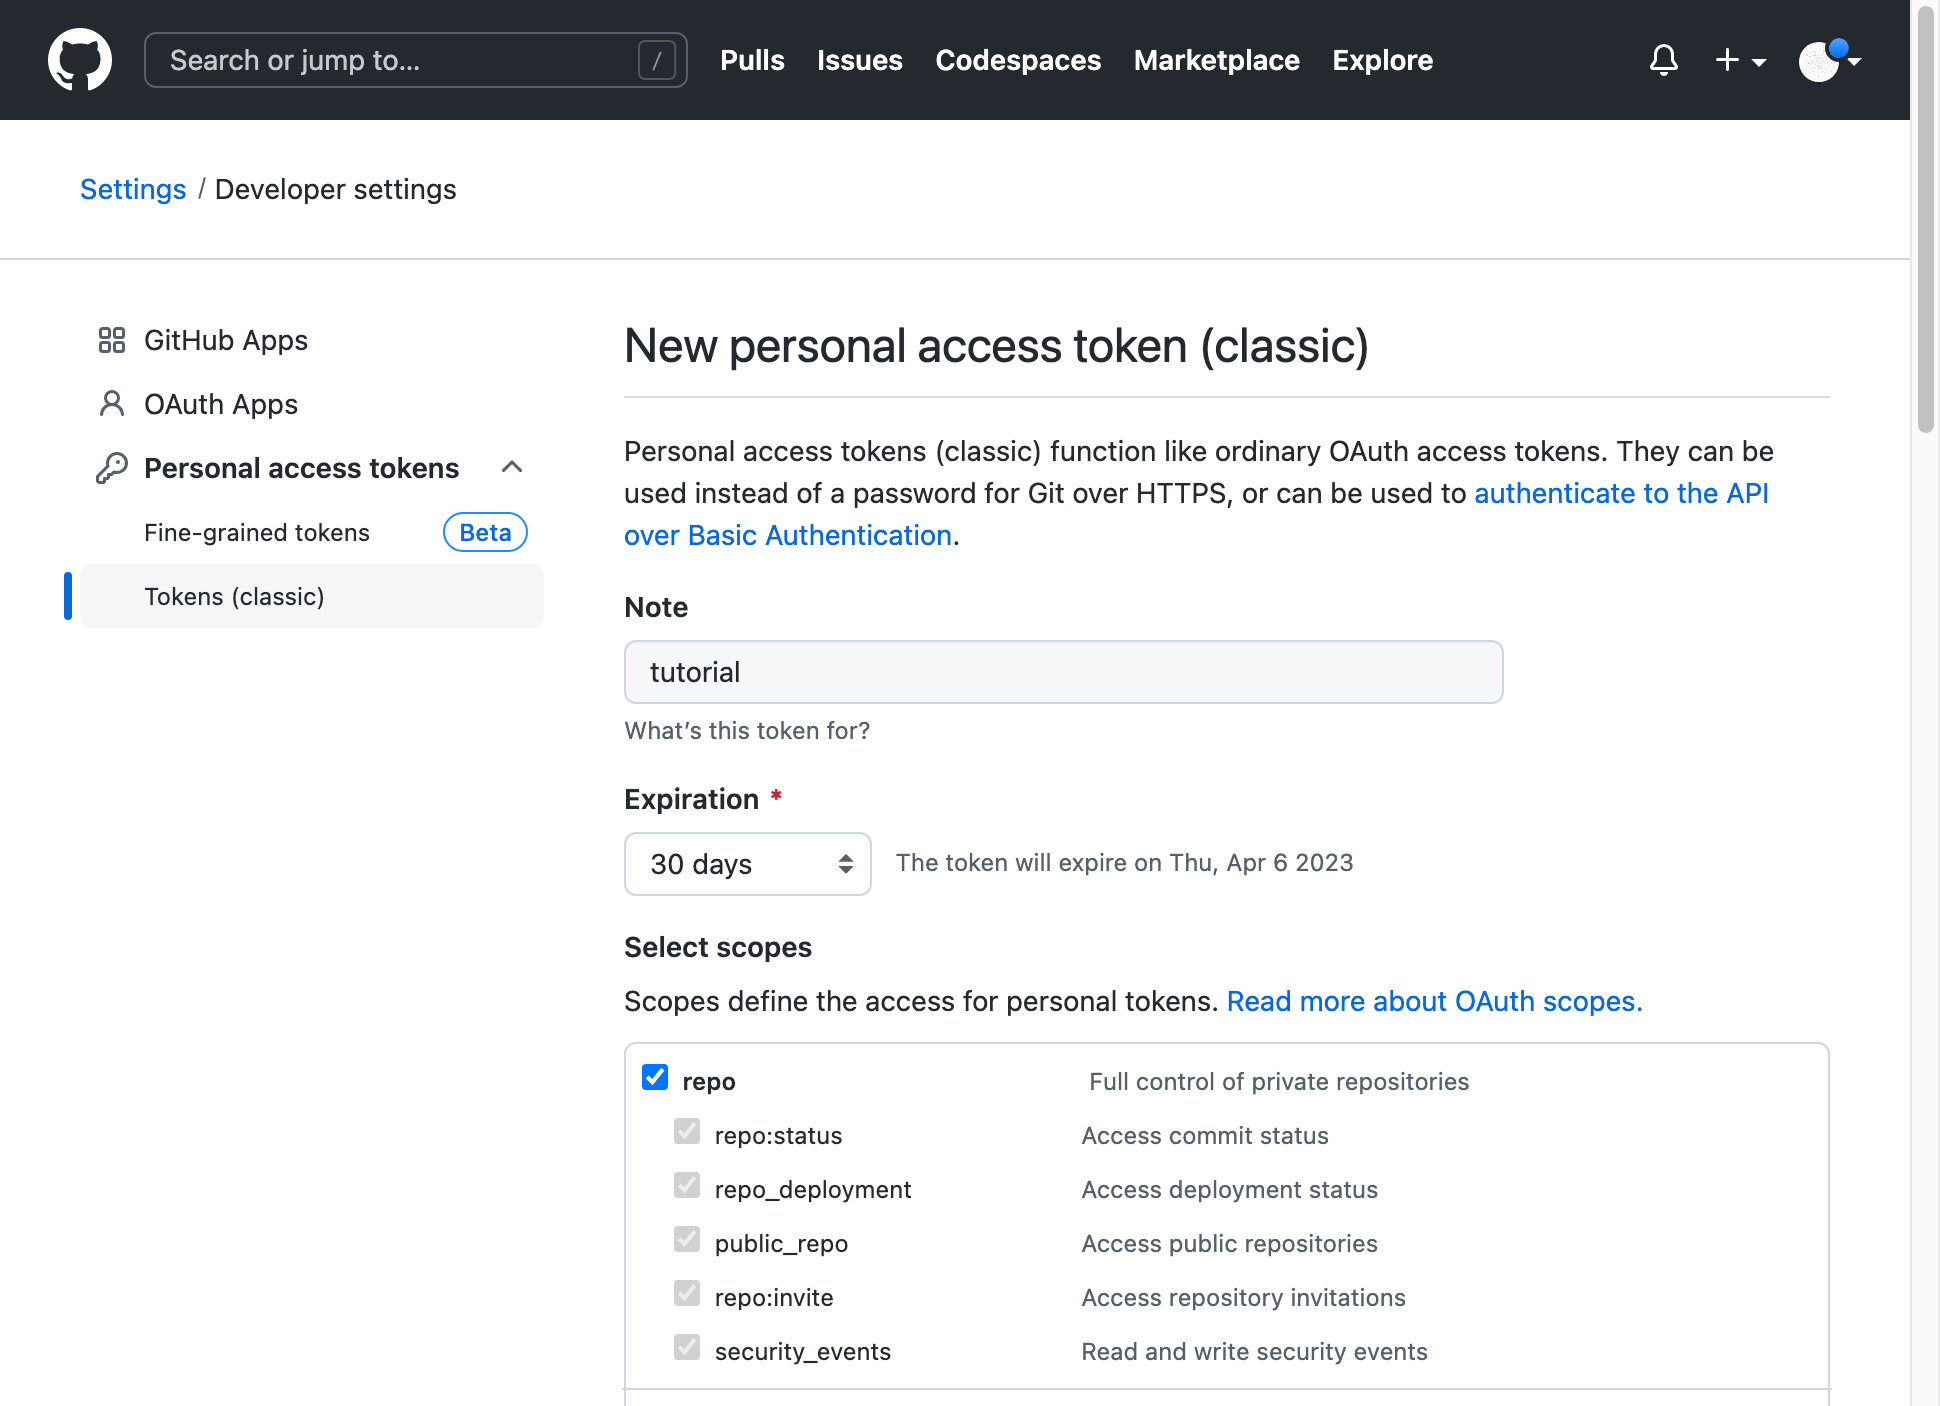 Search or jump to... /
Pulls Issues Codespaces Marketplace Explore
Settings / Developer settings
GitHub Apps
OAuth Apps
Personal access tokens
Fine-grained tokens Beta
Tokens (classic)
New personal access token (classic)
Personal access tokens (classic) function like ordinary OAuth access tokens. They can be
used instead of a password for Git over HTTPS, or can be used to authenticate to the API
over Basic Authentication.
Note
tutorial
What’s this token for?
Expiration *
30 days The token will expire on Thu, Apr 6 2023
Select scopes
Scopes define the access for personal tokens. Read more about OAuth scopes.
repo Full control of private repositories
repo:status Access commit status
repo_deployment Access deployment status
public_repo Access public repositories
repo:invite Access repository invitations
security_events Read and write security events